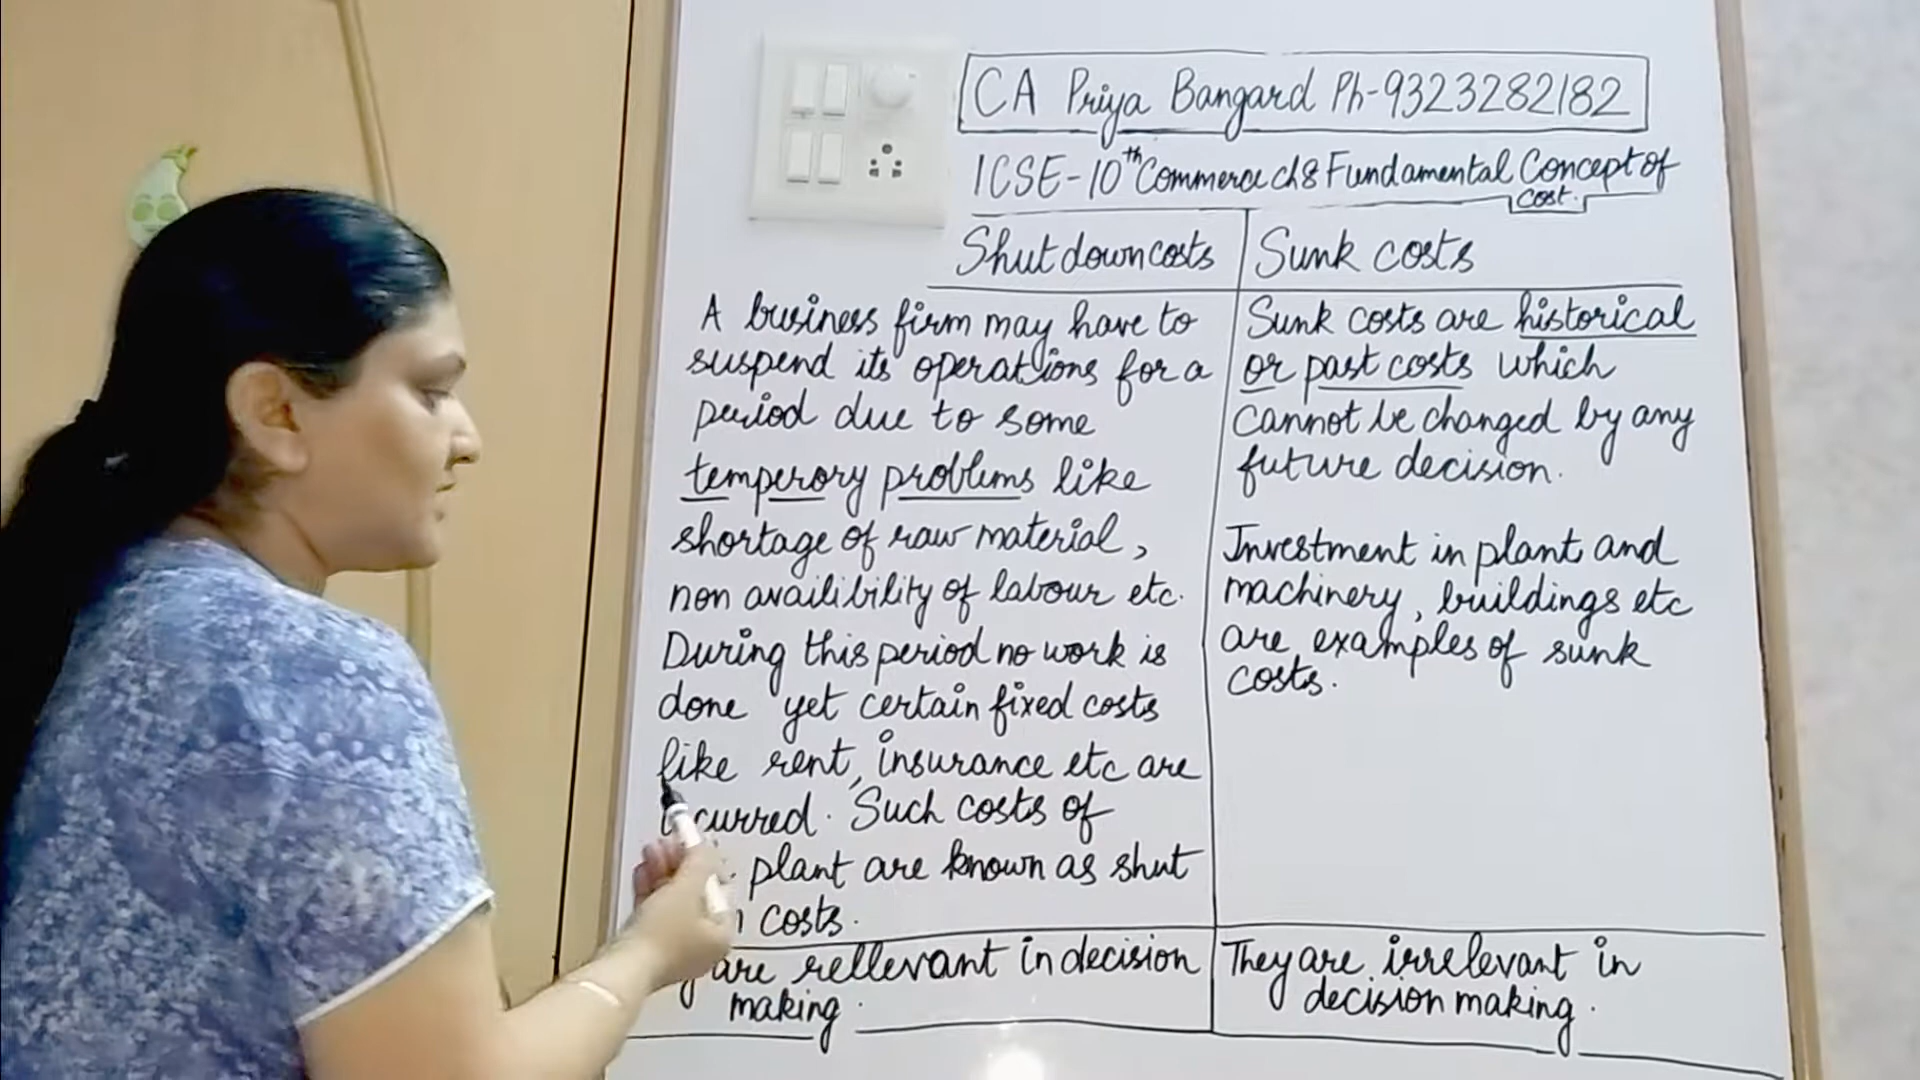 CA Priya Bangard Ph-9323282182
ICSE-10th Commerce ch8 Fundamental Concept of
Cost.
Shut down costs
A business firm may have to
suspend its operations for a
period due to some
temperory problems like
shortage of raw material,
non availibility of labour etc.
During this period no work is
done yet certain fixed costs
like rent, insurance etc are
curred. Such costs of
plant are known as shut
costs.
are rellevant in decision
making.
Sunk costs
Sunk costs are historical
or past costs which
cannot be changed by any
future decision.
Investment in plant and
machinery, buildings etc
are examples of sunk
costs.
They are irrelevant in
decision making.